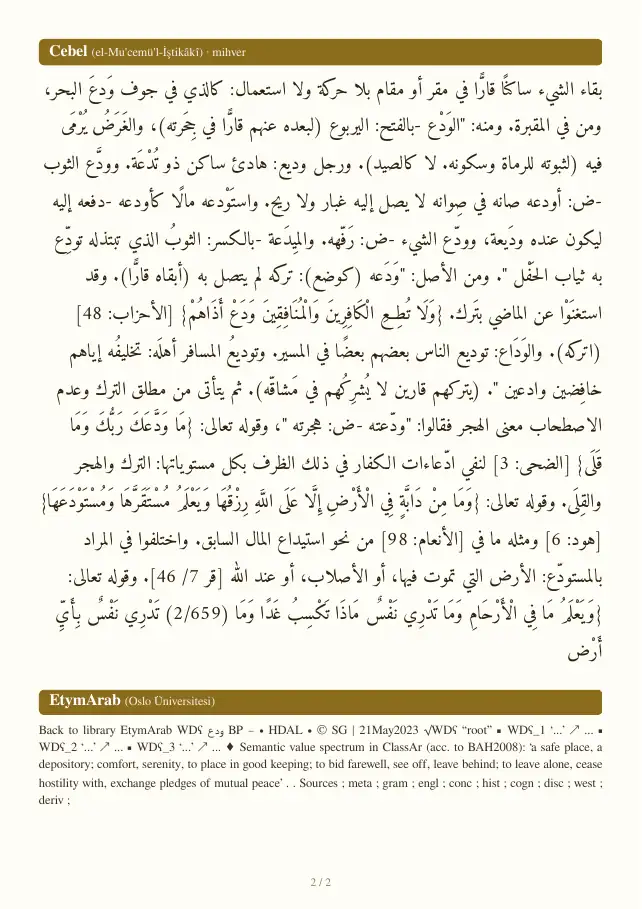 Cebel (el-Mu'cemü'l-İştikâkî) · mihver
بقاء الشيء ساكنًا قارًّا في مقر أو مقام بلا حركة ولا استعمال: كالذي في جوف وَدعَ البحر،
ومن في المقبرة. ومنه: "الوَدْع -بالفتح: اليربوع (لبعده عنهم قارًّا في جِحَرته)، والغَرَضُ يُرْمَى
فيه (لثبوته للرماة وسكونه. لا كالصيد). ورجل وديع: هادئ ساكن ذو تُدْعَة. وودَّع الثوب
-ض: أودعه صانه في صِوانه لا يصل إليه غبار ولا ريح. واستَوْدعه مالًا كأودعه -دفعه إليه
ليكون عنده ودَيعة، وودّع الشيء -ض: رَفّهه. والمِيدَعة -بالكسر: الثوبُ الذي تبتذله تودّع
به ثياب الحَفْل ". ومن الأصل: "وَدَعه (كوضع): تركه لم يتصل به (أبقاه قارًّا). وقد
استغنَوْا عن الماضي بتَرك. {وَلَا تُطِعِ الْكَافِرِينَ وَالْمُنَافِقِينَ وَدَعْ أَذَاهُمْ} [الأحزاب: 48]
(اتركه). والوَدَاع: توديع الناس بعضهم بعضًا في المسير. وتوديعُ المسافر أهلَه: تخليفُه إياهم
خافِضين وادعين ". (يتركهم قارين لا يُشرِكُهم في مَشاقّه). ثم يتأتى من مطلق الترك وعدم
الاصطحاب معنى الهجر فقالوا: "ودّعته -ض: هجرته "، وقوله تعالى: {مَا وَدَّعَكَ رَبُّكَ وَمَا
قَلَى} [الضحى: 3] لنفي ادّعاءات الكفار في ذلك الظرف بكل مستوياتها: الترك والهجر
والقِلَى. وقوله تعالى: {وَمَا مِنْ دَابَّةٍ فِي الْأَرْضِ إِلَّا عَلَى اللَّهِ رِزْقُهَا وَيَعْلَمُ مُسْتَقَرَّهَا وَمُسْتَوْدَعَهَا}
[هود: 6] ومثله ما في [الأنعام: 98] من نحو استيداع المال السابق. واختلفوا في المراد
بالمستودَع: الأرض التي تموت فيها، أو الأصلاب، أو عند الله [قر 7/ 46]. وقوله تعالى:
{وَيَعْلَمُ مَا فِي الْأَرْحَامِ وَمَا تَدْرِي نَفْسٌ مَاذَا تَكْسِبُ غَدًا وَمَا (2/659) تَدْرِي نَفْسٌ بِأَيِّ
أَرْض
EtymArab (Oslo Üniversitesi)
Back to library EtymArab WDʕ ودع BP – • HDAL • © SG | 21May2023 √WDʕ “root” ▪ WDʕ_1 ‘...’ ↗ ... ▪
WDʕ_2 ‘...’ ↗ ... ▪ WDʕ_3 ‘...’ ↗ ... ♦ Semantic value spectrum in ClassAr (acc. to BAH2008): ‘a safe place, a
depository; comfort, serenity, to place in good keeping; to bid farewell, see off, leave behind; to leave alone, cease
hostility with, exchange pledges of mutual peace’ . . Sources ; meta ; gram ; engl ; conc ; hist ; cogn ; disc ; west ;
deriv ;
2 / 2